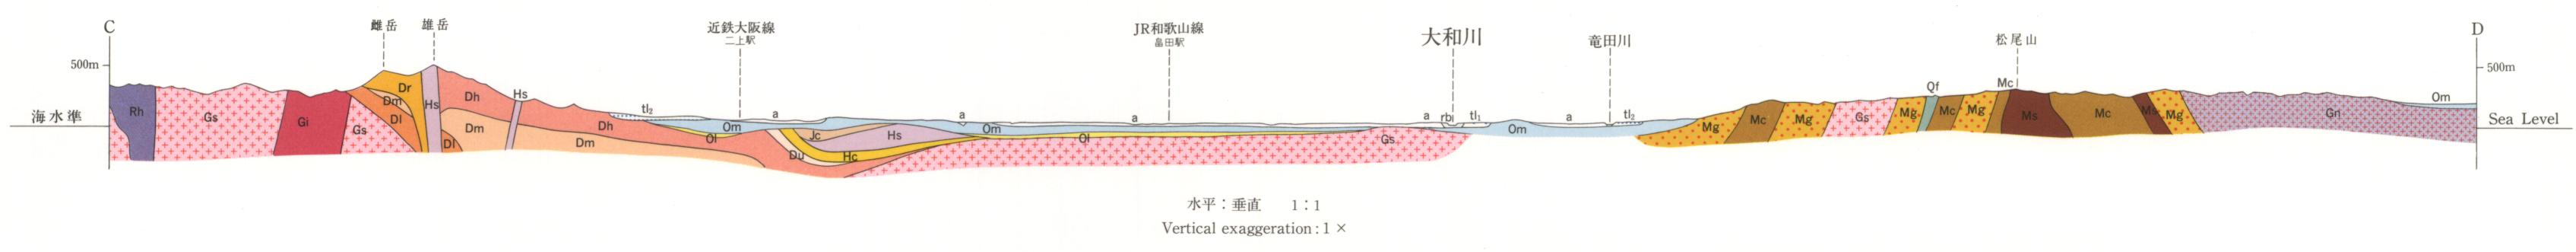 C
雌岳
雄岳
近鉄大阪線
二上駅
JR和歌山線
畠田駅
大和川
竜田川
松尾山
D
500m
500m
海水準
Sea Level
Rh
Gs
Gi
Gs
Dr
Dm
Dl
Hs
Dh
Dm
Dl
Hs
Dh
Dm
tl₂
a
Om
Ol
Du
Jc
Hc
Hs
a
Om
Ol
a
Gs
a
rb
tl₁
tl₂
Om
a
Mg
Mc
Mg
Gs
Mg
Qf
Mc
Mg
Mc
Ms
Mc
Ms
Mg
Gn
Om
水平：垂直 1：1
Vertical exaggeration：1 ×